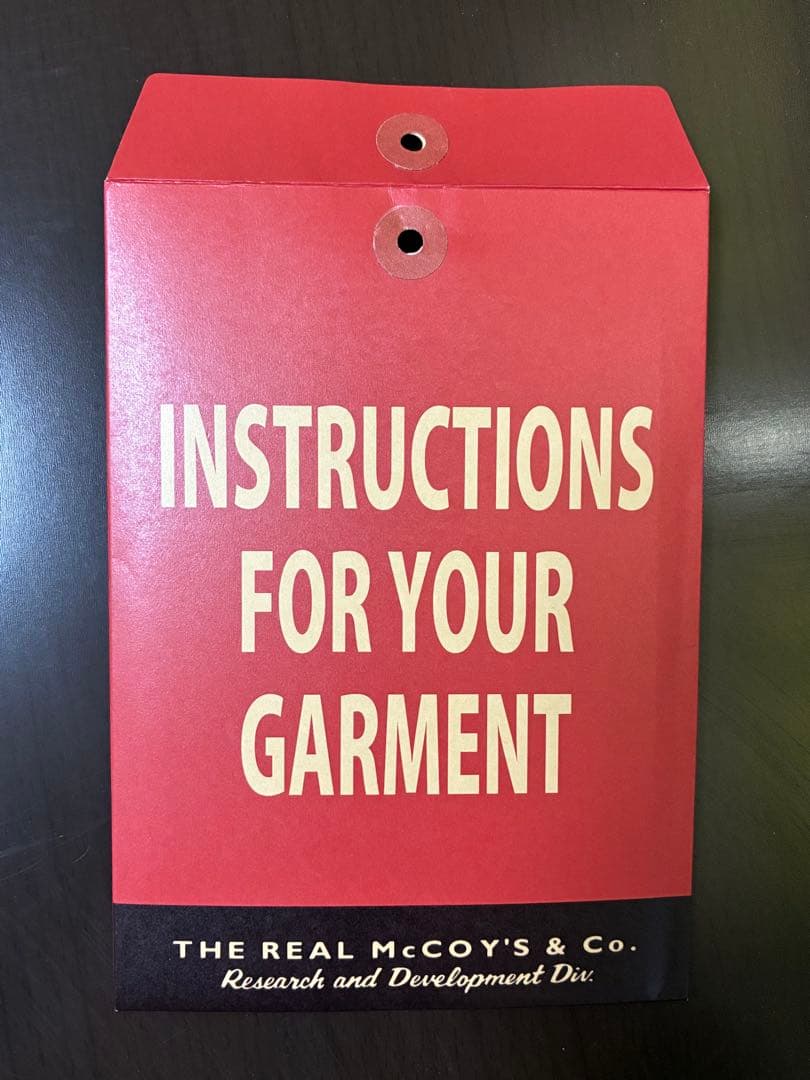 INSTRUCTIONS
FOR YOUR
GARMENT
THE REAL McCOY'S & Co.
Research and Development Div.